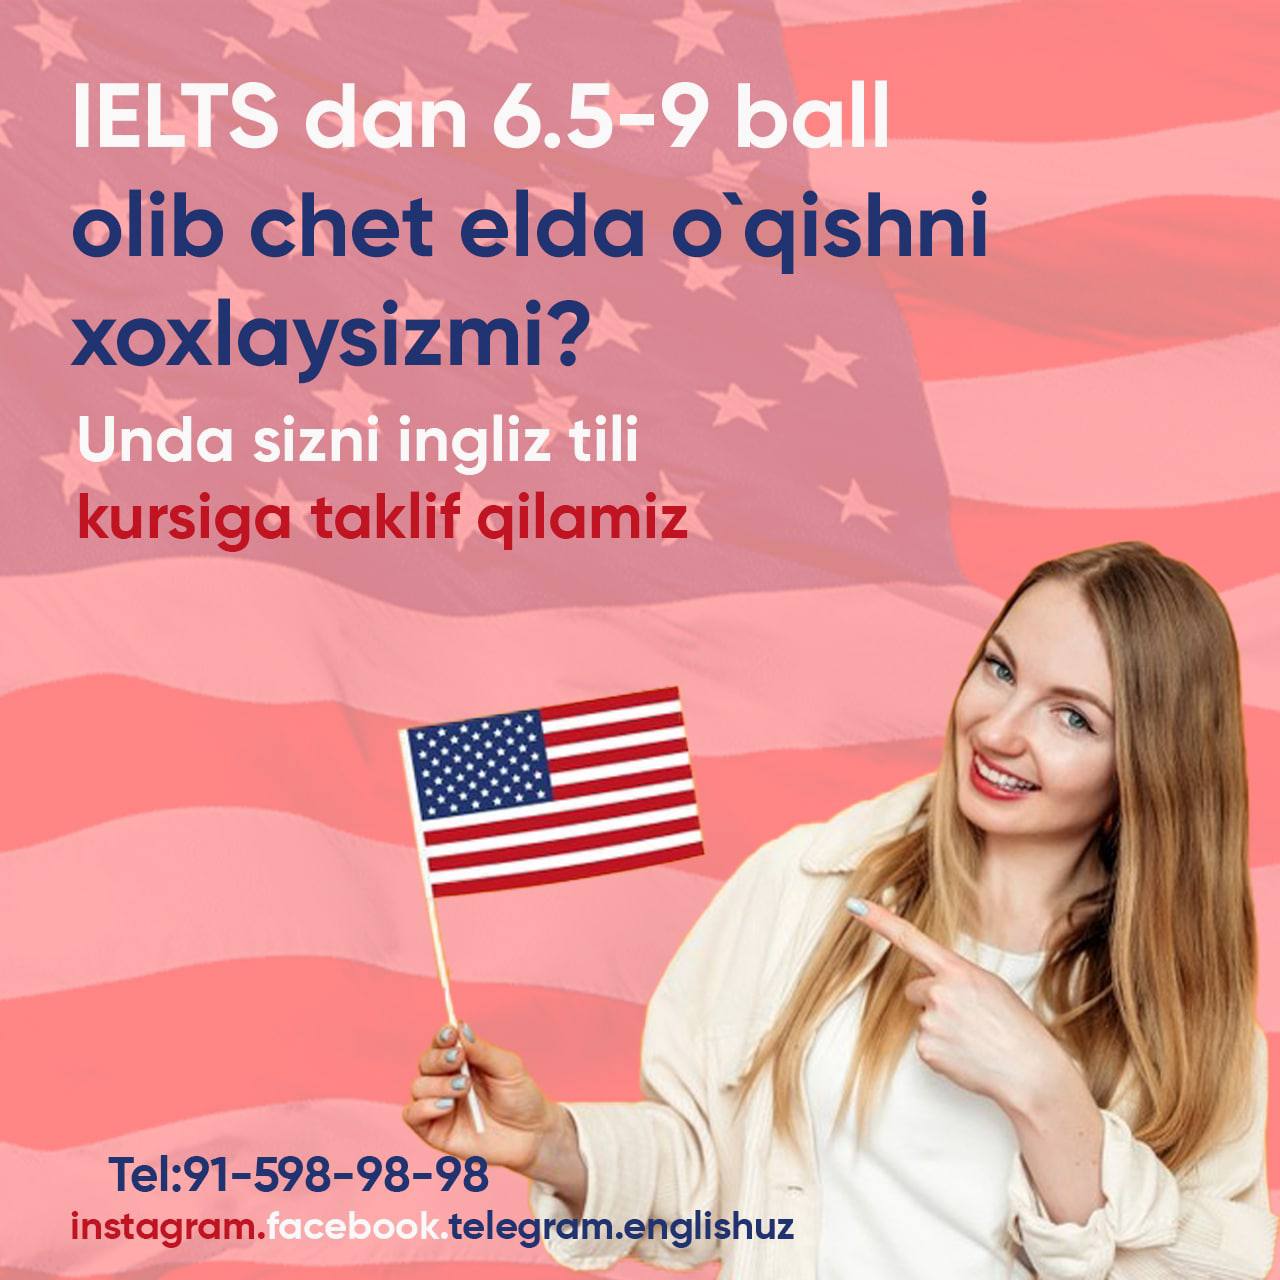 IELTS dan 6.5-9 ball
olib chet elda o`qishni
xoxlaysizmi?
Unda sizni ingliz tili
kursiga taklif qilamiz
Tel:91-598-98-98
instagram.facebook.telegram.englishuz